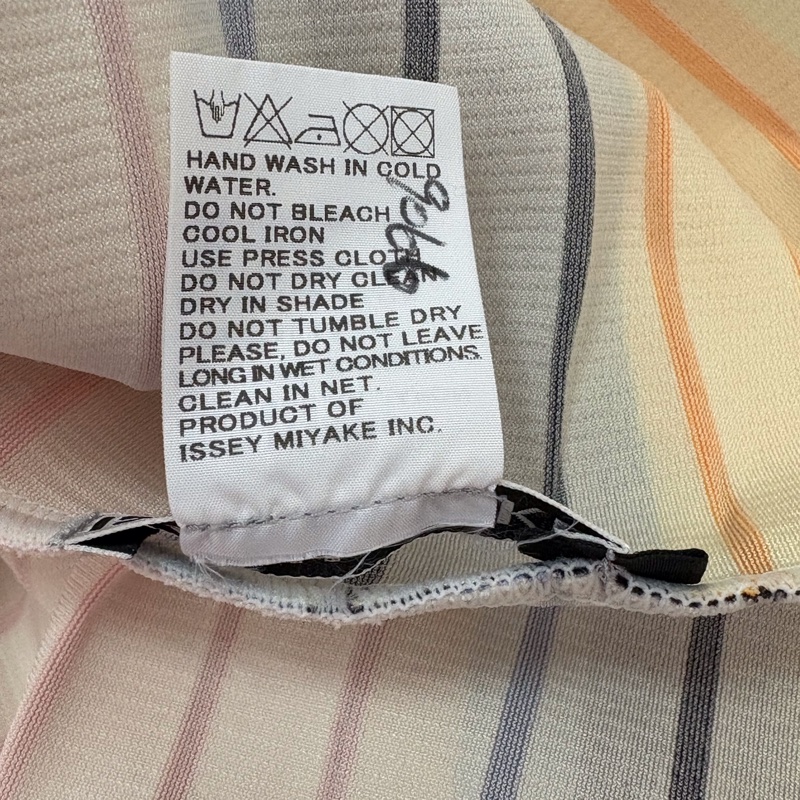 HAND WASH IN COLD
WATER.
DO NOT BLEACH
COOL IRON
USE PRESS CLOTH
DO NOT DRY CLEAN
DRY IN SHADE
DO NOT TUMBLE DRY
PLEASE, DO NOT LEAVE
LONG IN WET CONDITIONS.
CLEAN IN NET.
PRODUCT OF
ISSEY MIYAKE INC.